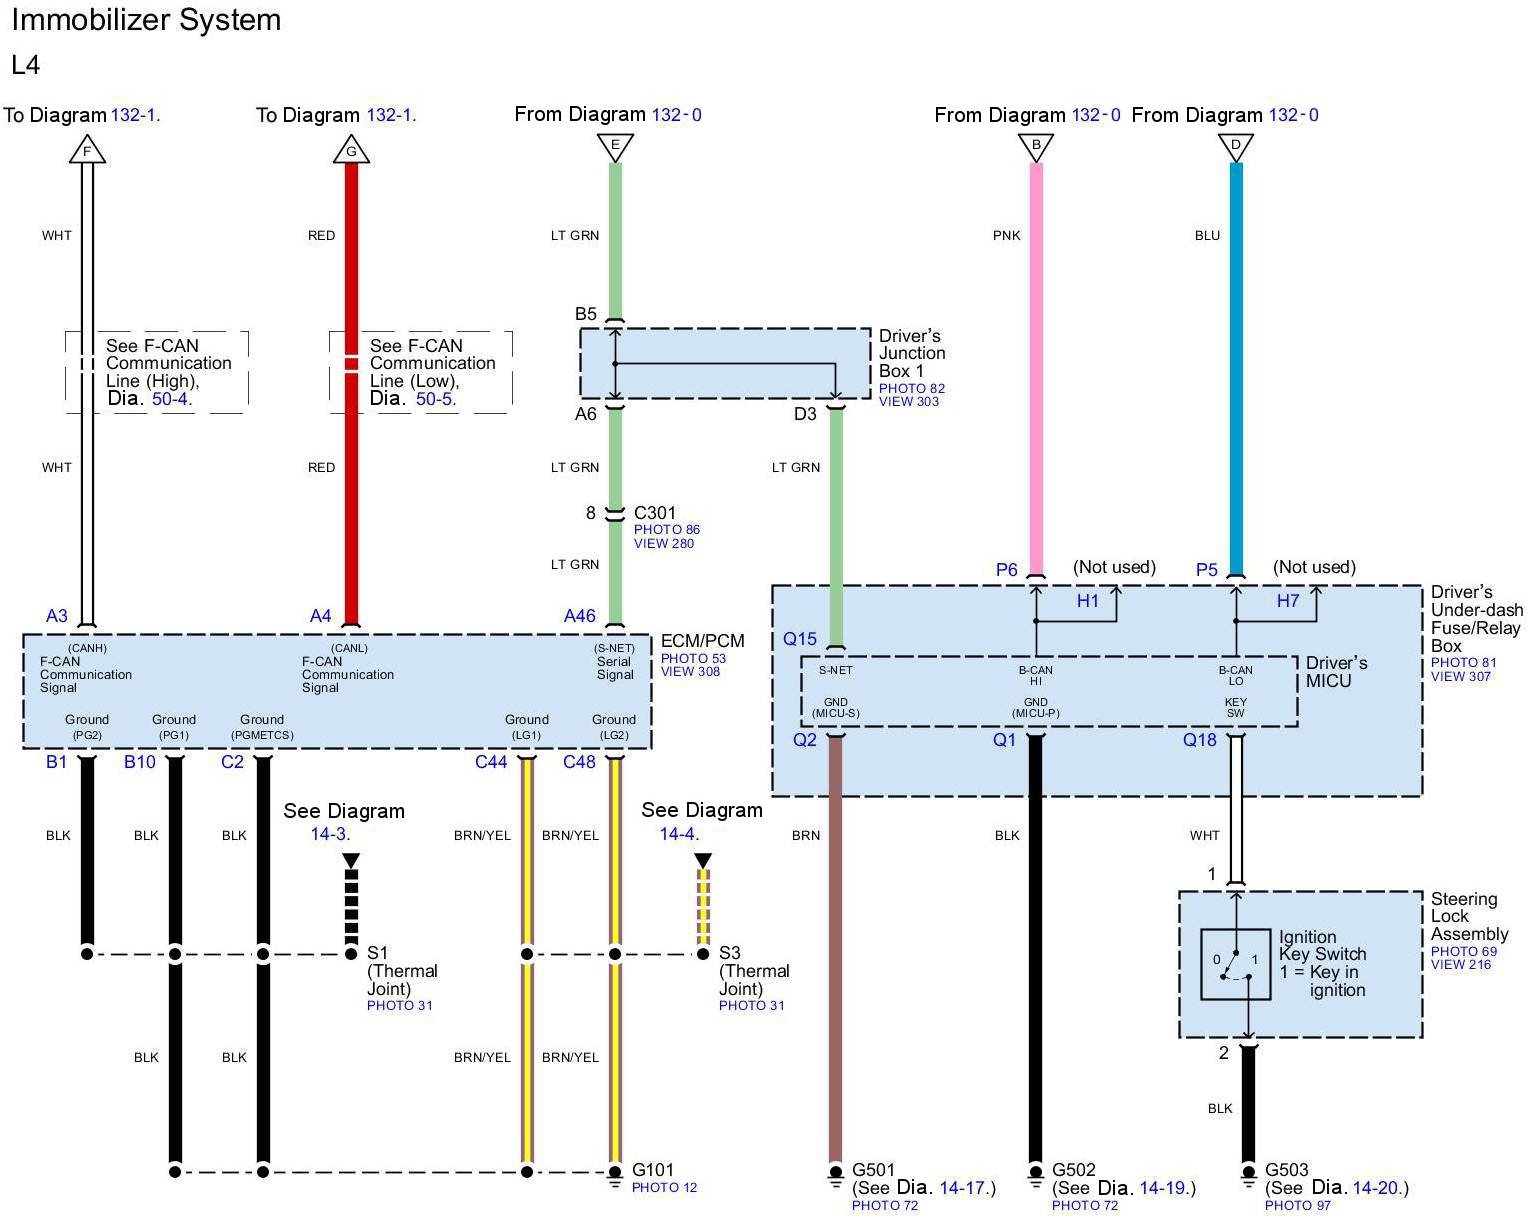 Immobilizer System
L4
To Diagram 132-1.
To Diagram 132-1.
From Diagram 132-0
From Diagram 132-0
From Diagram 132-0
F
G
E
B
D
WHT
RED
LT GRN
PNK
BLU
B5
See F-CAN
Communication
Line (High),
Dia. 50-4.
See F-CAN
Communication
Line (Low),
Dia. 50-5.
Driver's
Junction
Box 1
PHOTO 82
VIEW 303
A6
D3
WHT
RED
LT GRN
LT GRN
8
C301
PHOTO 86
VIEW 280
LT GRN
P6
(Not used)
H1
P5
(Not used)
H7
A3
A4
A46
Q15
Driver's
Under-dash
Fuse/Relay
Box
PHOTO 81
VIEW 307
(CANH)
F-CAN
Communication
Signal
(CANL)
F-CAN
Communication
Signal
(S-NET)
Serial
Signal
ECM/PCM
PHOTO 53
VIEW 308
S-NET
B-CAN
HI
B-CAN
LO
Driver's
MICU
GND
(MICU-S)
GND
(MICU-P)
KEY
SW
Ground
(PG2)
Ground
(PG1)
Ground
(PGMETCS)
Ground
(LG1)
Ground
(LG2)
Q2
Q1
Q18
B1
B10
C2
C44
C48
See Diagram
14-3.
See Diagram
14-4.
BLK
BLK
BLK
BRN/YEL
BRN/YEL
BRN
BLK
WHT
1
Steering
Lock
Assembly
PHOTO 69
VIEW 216
Ignition
Key Switch
1 = Key in
ignition
0
1
S1
(Thermal
Joint)
PHOTO 31
S3
(Thermal
Joint)
PHOTO 31
2
BLK
BLK
BRN/YEL
BRN/YEL
BLK
G101
PHOTO 12
G501
(See Dia. 14-17.)
PHOTO 72
G502
(See Dia. 14-19.)
PHOTO 72
G503
(See Dia. 14-20.)
PHOTO 97